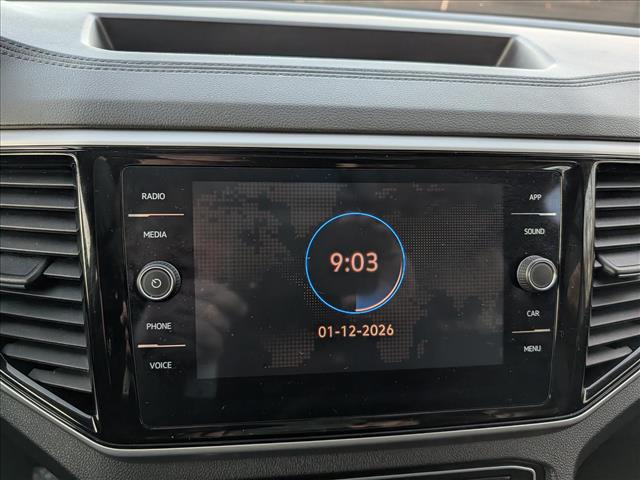 RADIO
MEDIA
PHONE
VOICE
9:03
01-12-2026
APP
SOUND
CAR
MENU